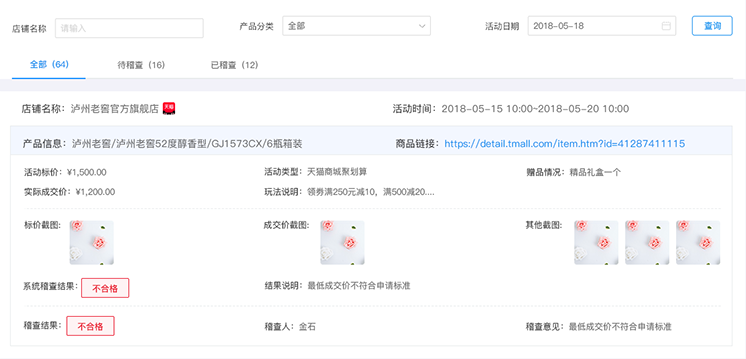 店铺名称 请输入 产品分类 全部 活动日期 2018-05-18 查询
全部（64） 待稽查（16） 已稽查（12）
店铺名称：泸州老窖官方旗舰店 天猫 活动时间：2018-05-15 10:00~2018-05-20 10:00
产品信息：泸州老窖/泸州老窖52度醇香型/GJ1573CX/6瓶箱装 商品链接：https://detail.tmall.com/item.htm?id=41287411115
活动标价：¥1,500.00 活动类型：天猫商城聚划算 赠品情况：精品礼盒一个
实际成交价：¥1,200.00 玩法说明：领券满250元减10，满500减20....
标价截图： 成交价截图： 其他截图：
系统稽查结果： 不合格 结果说明：最低成交价不符合申请标准
稽查结果： 不合格 稽查人：金石 稽查意见：最低成交价不符合申请标准